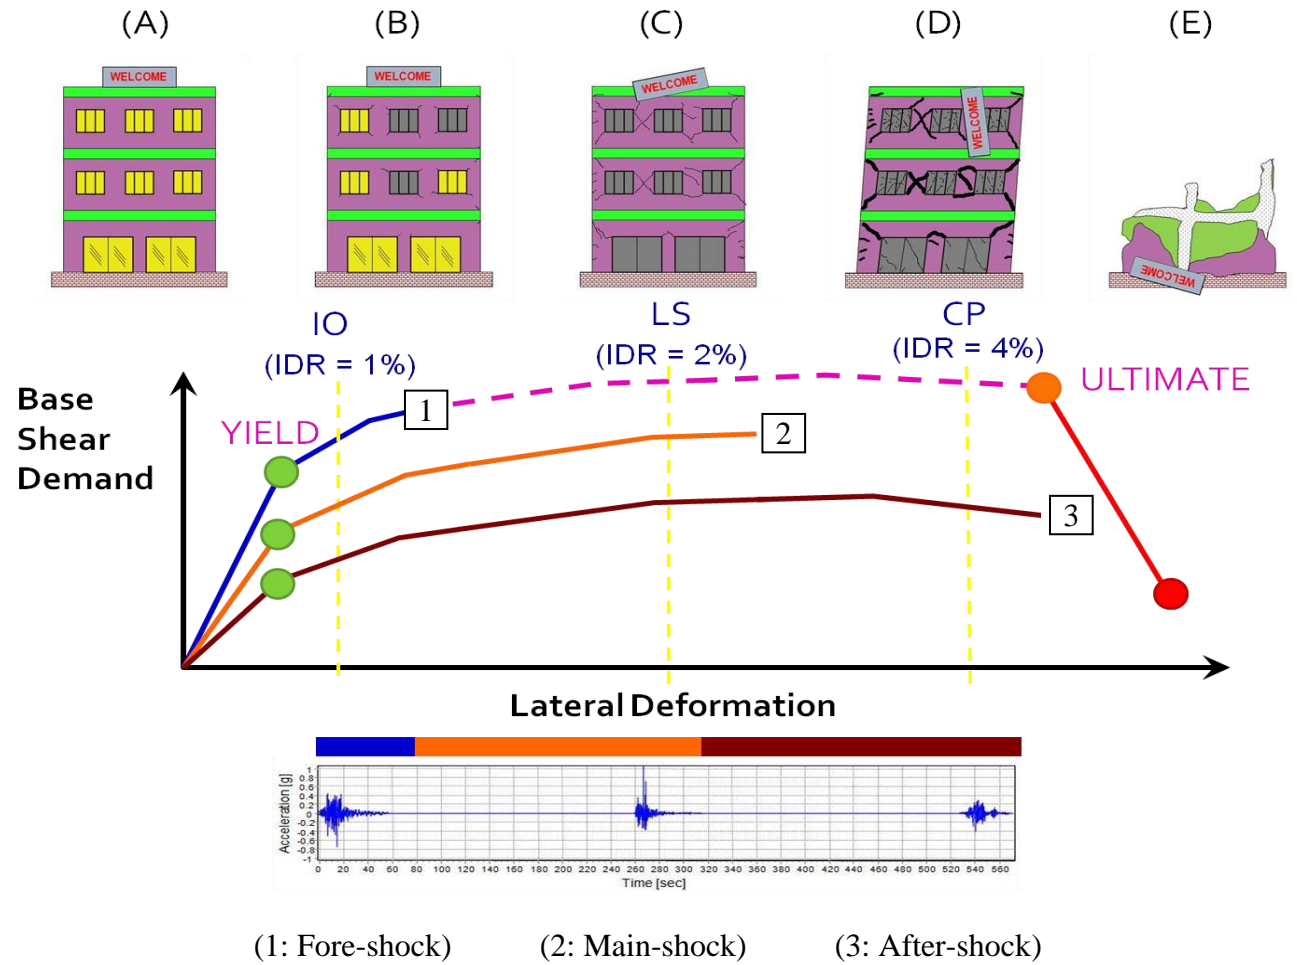 (A) (B) (C) (D) (E)
WELCOME WELCOME WELCOME WELCOME WELCOME
IO LS CP
(IDR = 1%) (IDR = 2%) (IDR = 4%)
Base
Shear
Demand
YIELD
ULTIMATE
1
2
3
Lateral Deformation
Acceleration [g]
1
0.8
0.6
0.4
0.2
0
-0.2
-0.4
-0.6
-0.8
-1
0 20 40 60 80 100 120 140 160 180 200 220 240 260 280 300 320 340 360 380 400 420 440 460 480 500 520 540 560
Time [sec]
(1: Fore-shock) (2: Main-shock) (3: After-shock)